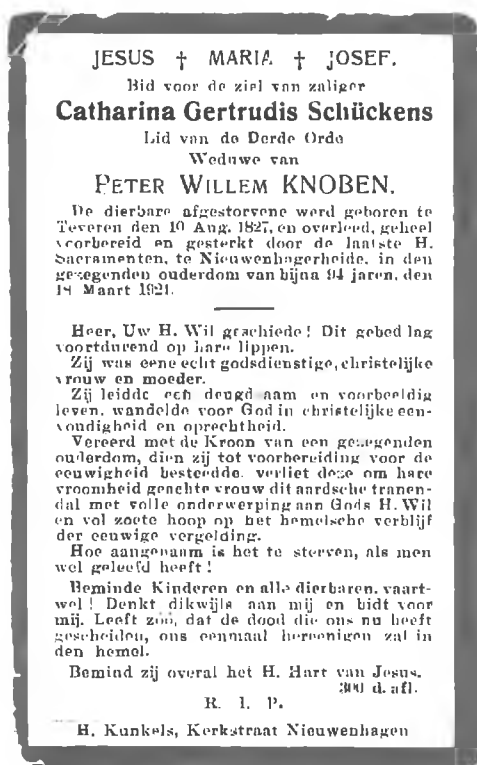 JESUS † MARIA † JOSEF.
Bid voor de ziel van zaliger
Catharina Gertrudis Schückens
Lid van de Derde Orde
Weduwe van
PETER WILLEM KNOBEN.
De dierbare afgestorvene werd geboren te
Teveren den 10 Aug. 1827, en overleed, geheel
voorbereid en gesterkt door de laatste H.
Sacramenten, te Nieuwenhagerheide, in den
gezegenden ouderdom van bijna 94 jaren, den
18 Maart 1921.
Heer, Uw H. Wil geschiede! Dit gebed lag
voortdurend op hare lippen.
Zij was eene echt godsdienstige, christelijke
vrouw en moeder.
Zij leidde een deugdzaam en voorbeeldig
leven, wandelde voor God in christelijke een-
voudigheid en oprechtheid.
Vereerd met de Kroon van een gezegenden
ouderdom, dien zij tot voorbereiding voor de
eeuwigheid besteedde, verliet deze om hare
vroomheid geachte vrouw dit aardsche tranen-
dal met volle onderwerping aan Gods H. Wil
en vol zoete hoop op het hemelsche verblijf
der eeuwige vergelding.
Hoe aangenaam is het te sterven, als men
wel geleefd heeft!
Beminde Kinderen en alle dierbaren, vaart-
wel! Denkt dikwijls aan mij en bidt voor
mij. Leeft zóó, dat de dood die ons nu heeft
gescheiden, ons eenmaal hereenigen zal in
den hemel.
Bemind zij overal het H. Hart van Jesus.
300 d. afl.
R. I. P.
H. Kunkels, Kerkstraat Nieuwenhagen